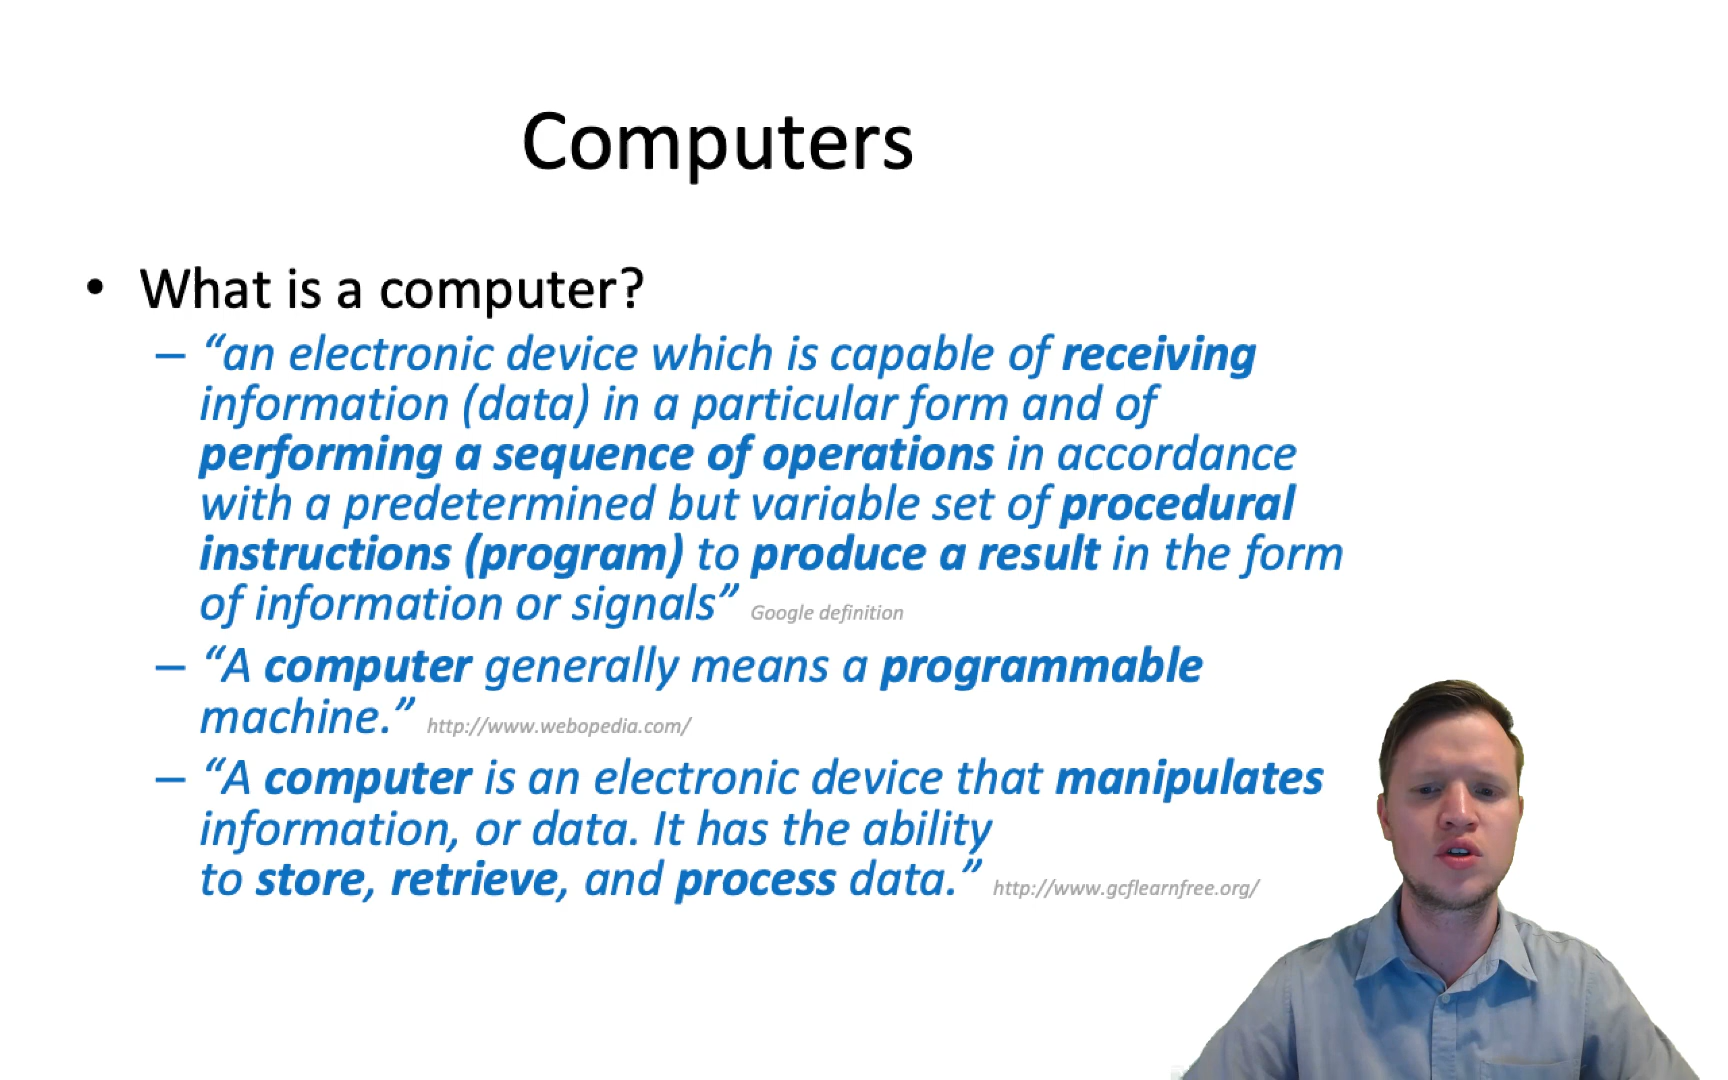 Computers
• What is a computer?
– “an electronic device which is capable of receiving
information (data) in a particular form and of
performing a sequence of operations in accordance
with a predetermined but variable set of procedural
instructions (program) to produce a result in the form
of information or signals” Google definition
– “A computer generally means a programmable
machine.” http://www.webopedia.com/
– “A computer is an electronic device that manipulates
information, or data. It has the ability
to store, retrieve, and process data.” http://www.gcflearnfree.org/